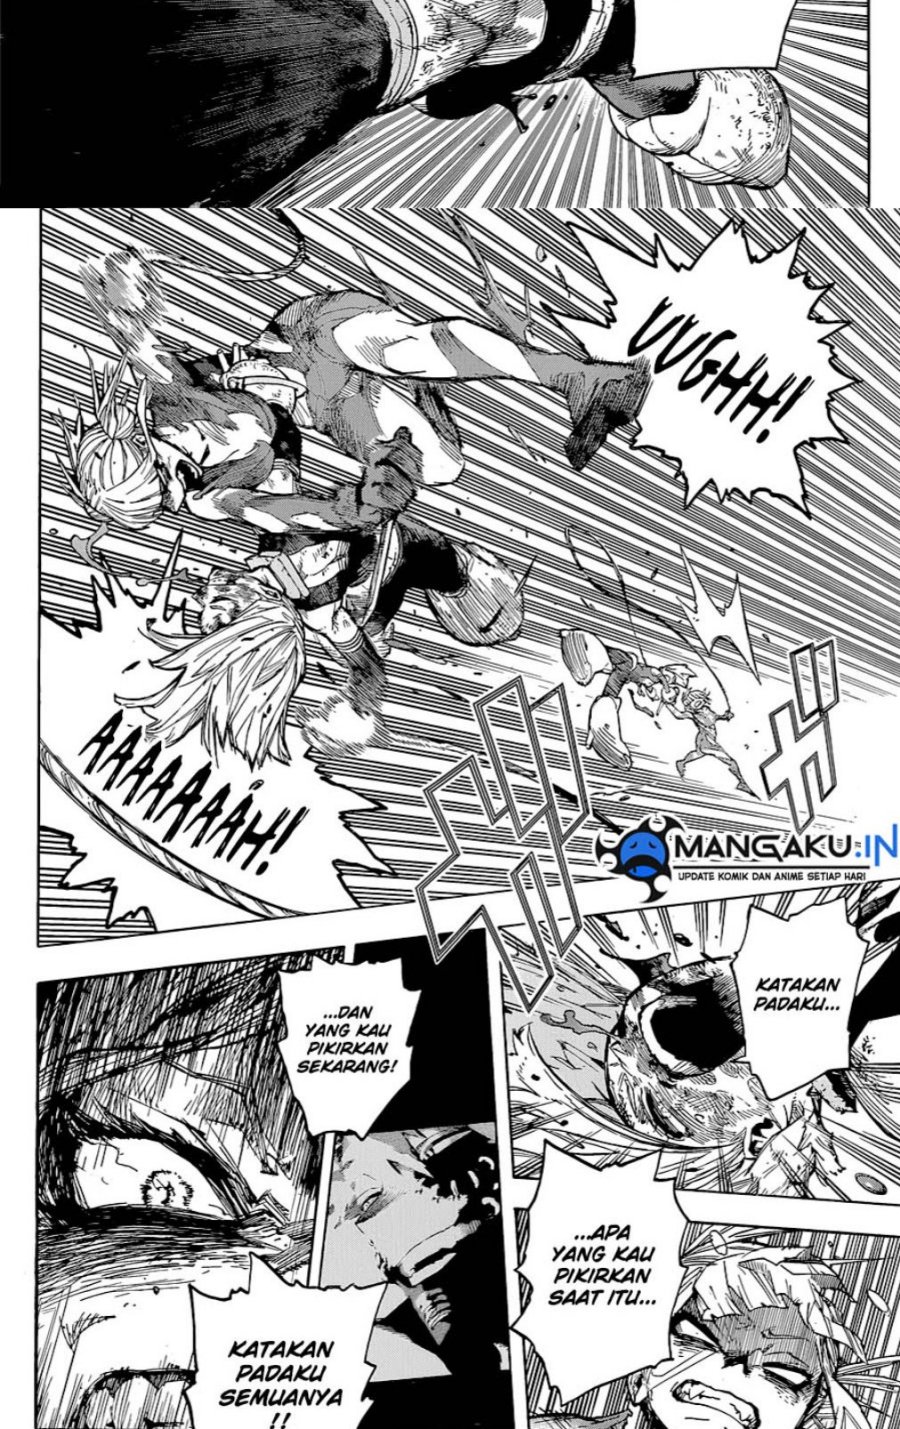 UUGHH!
AAAAAAAH!
MANGAKU.IN
UPDATE KOMIK DAN ANIME SETIAP HARI
KATAKAN
PADAKU...
...APA
YANG KAU
PIKIRKAN
SAAT ITU...
...DAN
YANG KAU
PIKIRKAN
SEKARANG!
KATAKAN
PADAKU
SEMUANYA
!!